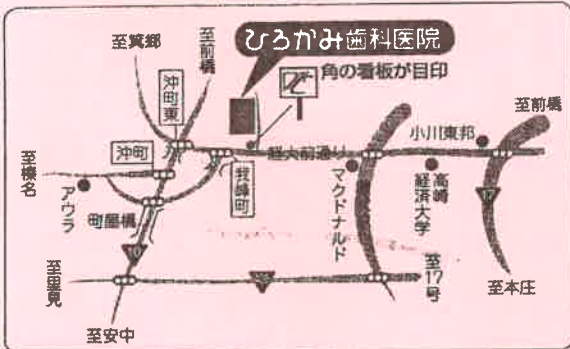 至箕郷
至前橋
ひろかみ歯科医院
角の看板が目印
至前橋
沖町東
小川東邦
経大前通り
沖町
我峰町
至榛名
アウラ
マクドナルド
高崎経済大学
17
町屋橋
10
至里見
至17号
至本庄
至安中